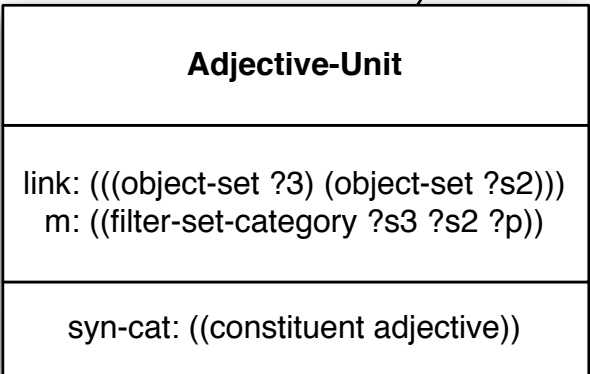 Adjective-Unit
link: (((object-set ?3) (object-set ?s2)))
m: ((filter-set-category ?s3 ?s2 ?p))
syn-cat: ((constituent adjective))